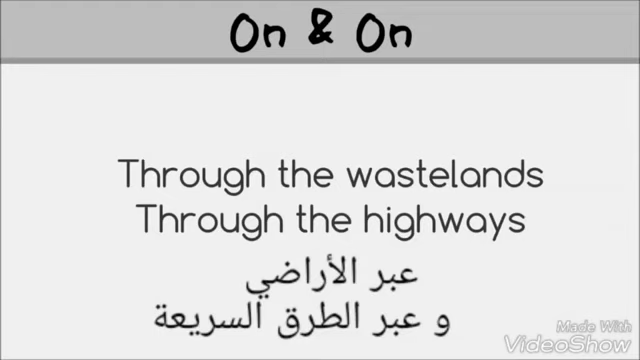 On & On
Through the wastelands
Through the highways
عبر الأراضي
و عبر الطرق السريعة
Made With
VideoShow